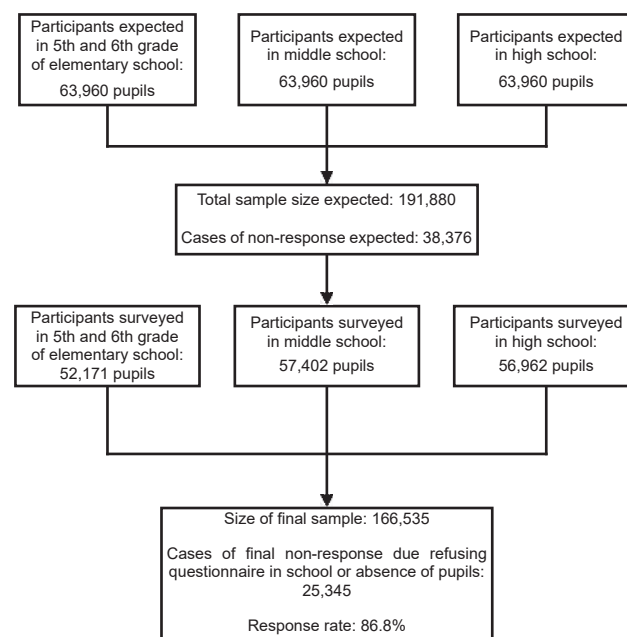 Participants expected
in 5th and 6th grade
of elementary school:
63,960 pupils
Participants expected
in middle school:
63,960 pupils
Participants expected
in high school:
63,960 pupils
Total sample size expected: 191,880
Cases of non-response expected: 38,376
Participants surveyed
in 5th and 6th grade
of elementary school:
52,171 pupils
Participants surveyed
in middle school:
57,402 pupils
Participants surveyed
in high school:
56,962 pupils
Size of final sample: 166,535
Cases of final non-response due refusing
questionnaire in school or absence of pupils:
25,345
Response rate: 86.8%